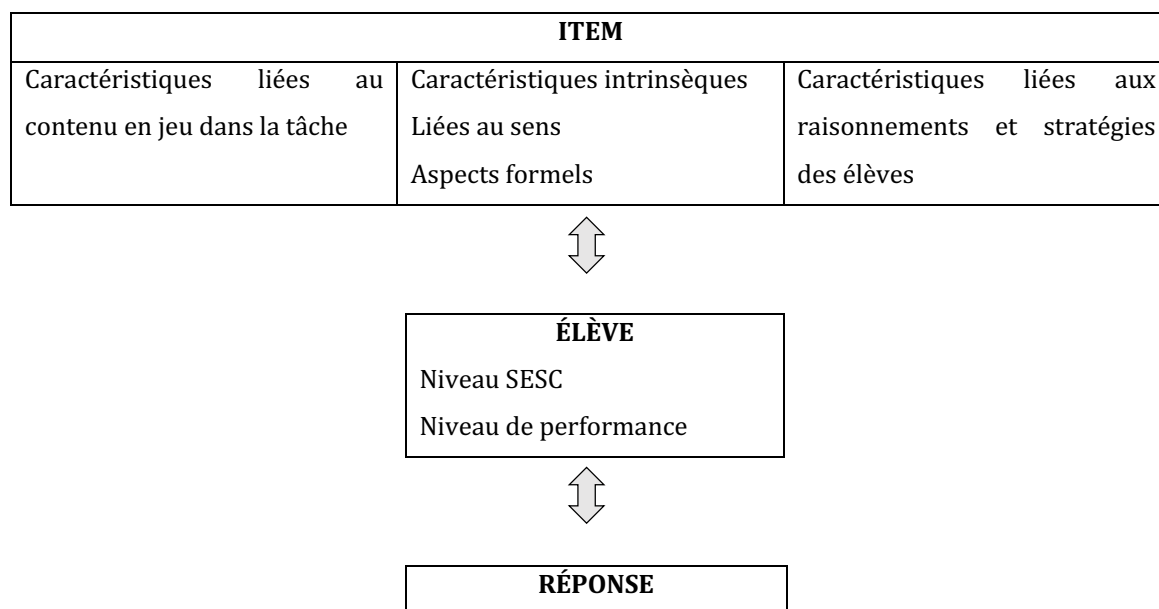 ITEM
Caractéristiques liées au
contenu en jeu dans la tâche
Caractéristiques intrinsèques
Liées au sens
Aspects formels
Caractéristiques liées aux
raisonnements et stratégies
des élèves
ÉLÈVE
Niveau SESC
Niveau de performance
RÉPONSE